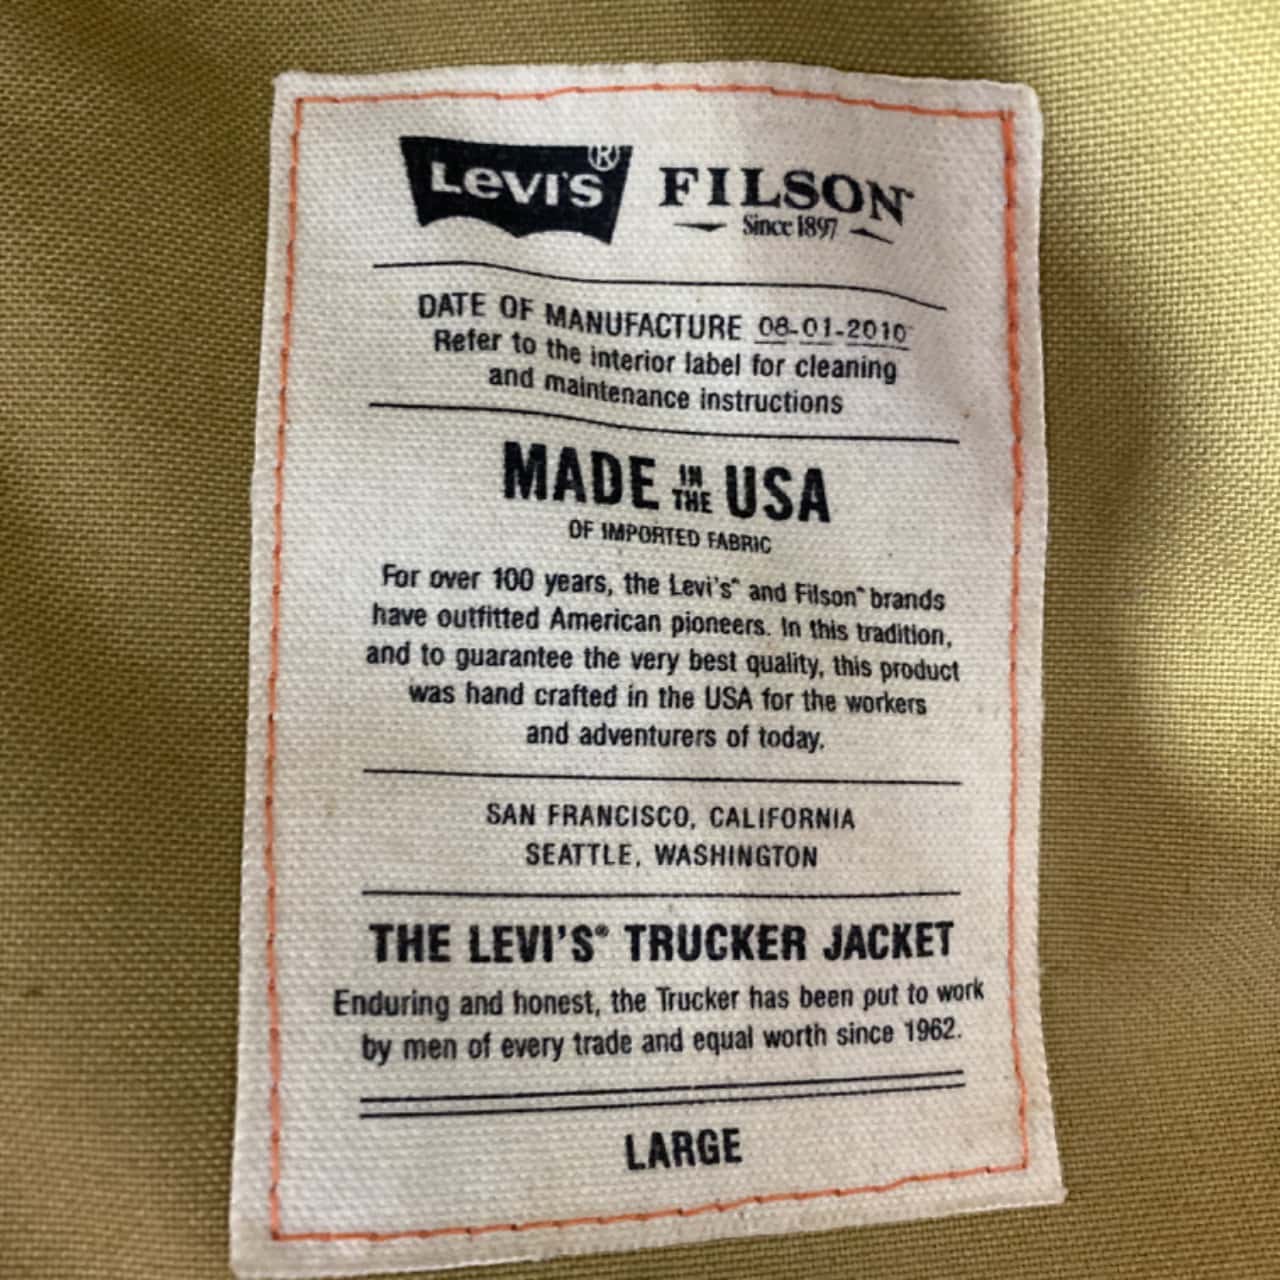 LEVI'S® FILSON™
Since 1897
DATE OF MANUFACTURE 08-01-2010
Refer to the interior label for cleaning
and maintenance instructions
MADE IN THE USA
OF IMPORTED FABRIC
For over 100 years, the Levi's® and Filson® brands
have outfitted American pioneers. In this tradition,
and to guarantee the very best quality, this product
was hand crafted in the USA for the workers
and adventurers of today.
SAN FRANCISCO, CALIFORNIA
SEATTLE, WASHINGTON
THE LEVI'S® TRUCKER JACKET
Enduring and honest, the Trucker has been put to work
by men of every trade and equal worth since 1962.
LARGE